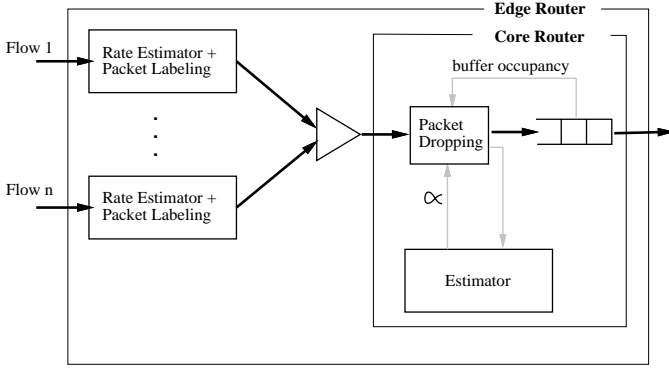 Edge Router
Core Router
Flow 1
Rate Estimator +
Packet Labeling
buffer occupancy
Packet
Dropping
Flow n
Rate Estimator +
Packet Labeling
∝
Estimator